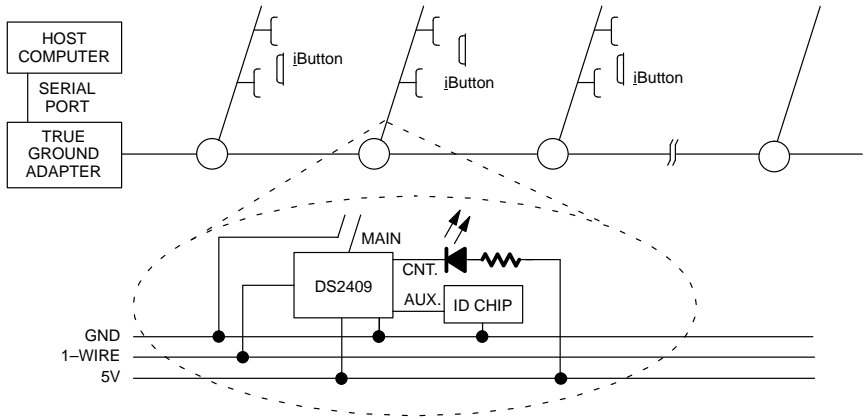 HOST
COMPUTER
SERIAL
PORT
TRUE
GROUND
ADAPTER
iButton
iButton
iButton
MAIN
CNT.
DS2409
AUX.
ID CHIP
GND
1–WIRE
5V